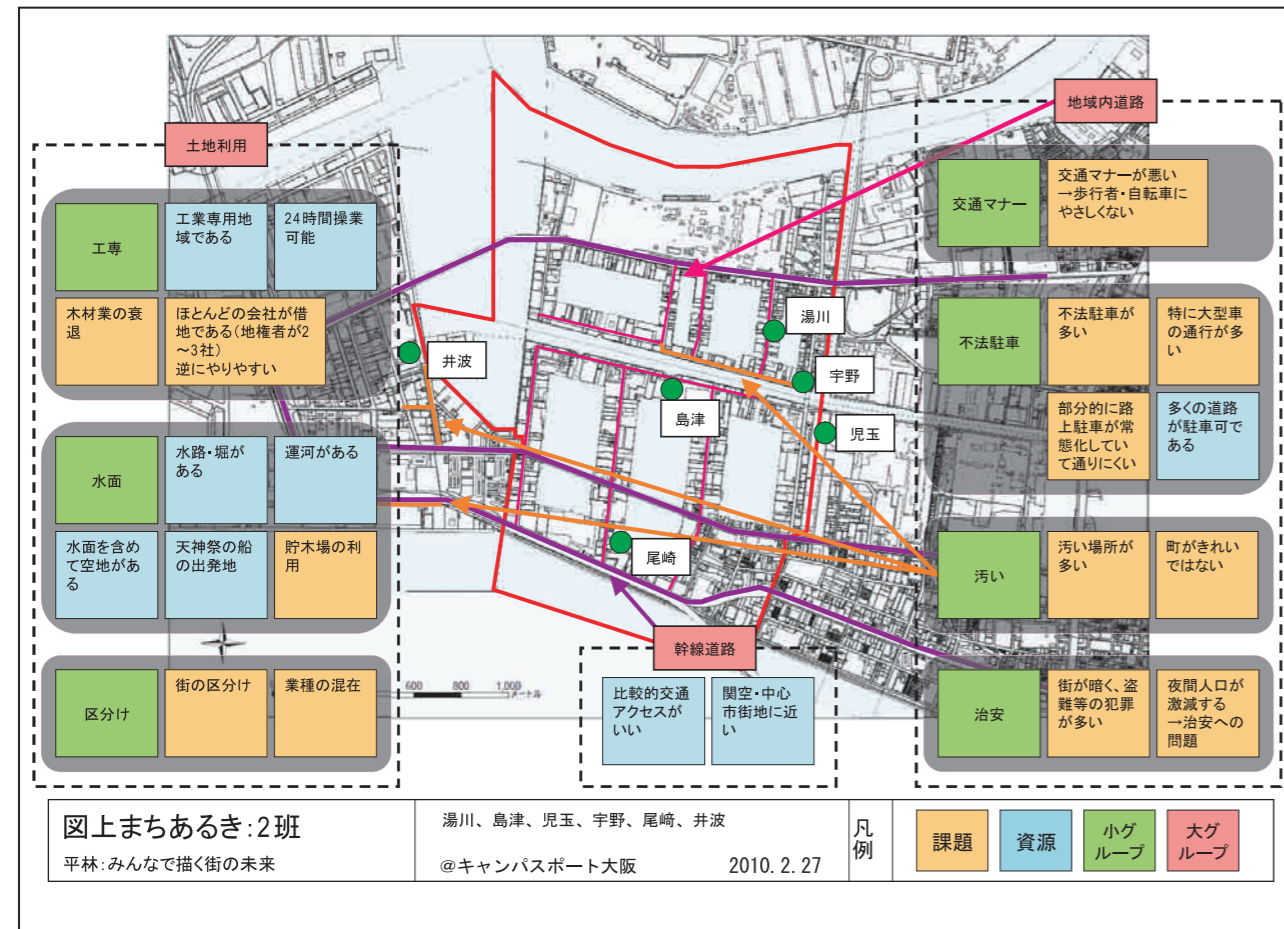 土地利用
工専
工業専用地
域である
24時間操業
可能
木材業の衰
退
ほとんどの会社が借
地である(地権者が2
～3社)
逆にやりやすい
水面
水路・堀が
ある
運河がある
水面を含め
て空地があ
る
天神祭の船
の出発地
貯木場の利
用
区分け
街の区分け
業種の混在
井波
湯川
宇野
島津
児玉
尾崎
600 800 1,000
メートル
幹線道路
比較的交通
アクセスが
いい
関空・中心
市街地に近
い
地域内道路
交通マナー
交通マナーが悪い
→歩行者・自転車に
やさしくない
不法駐車
不法駐車が
多い
特に大型車
の通行が多
い
部分的に路
上駐車が常
態化してい
て通りにくい
多くの道路
が駐車可で
ある
汚い
汚い場所が
多い
町がきれい
ではない
治安
街が暗く、盗
難等の犯罪
が多い
夜間人口が
激減する
→治安への
問題
図上まちあるき:2班
平林:みんなで描く街の未来
湯川、島津、児玉、宇野、尾﨑、井波
@キャンパスポート大阪 2010.2.27
凡
例
課題
資源
小グ
ループ
大グ
ループ